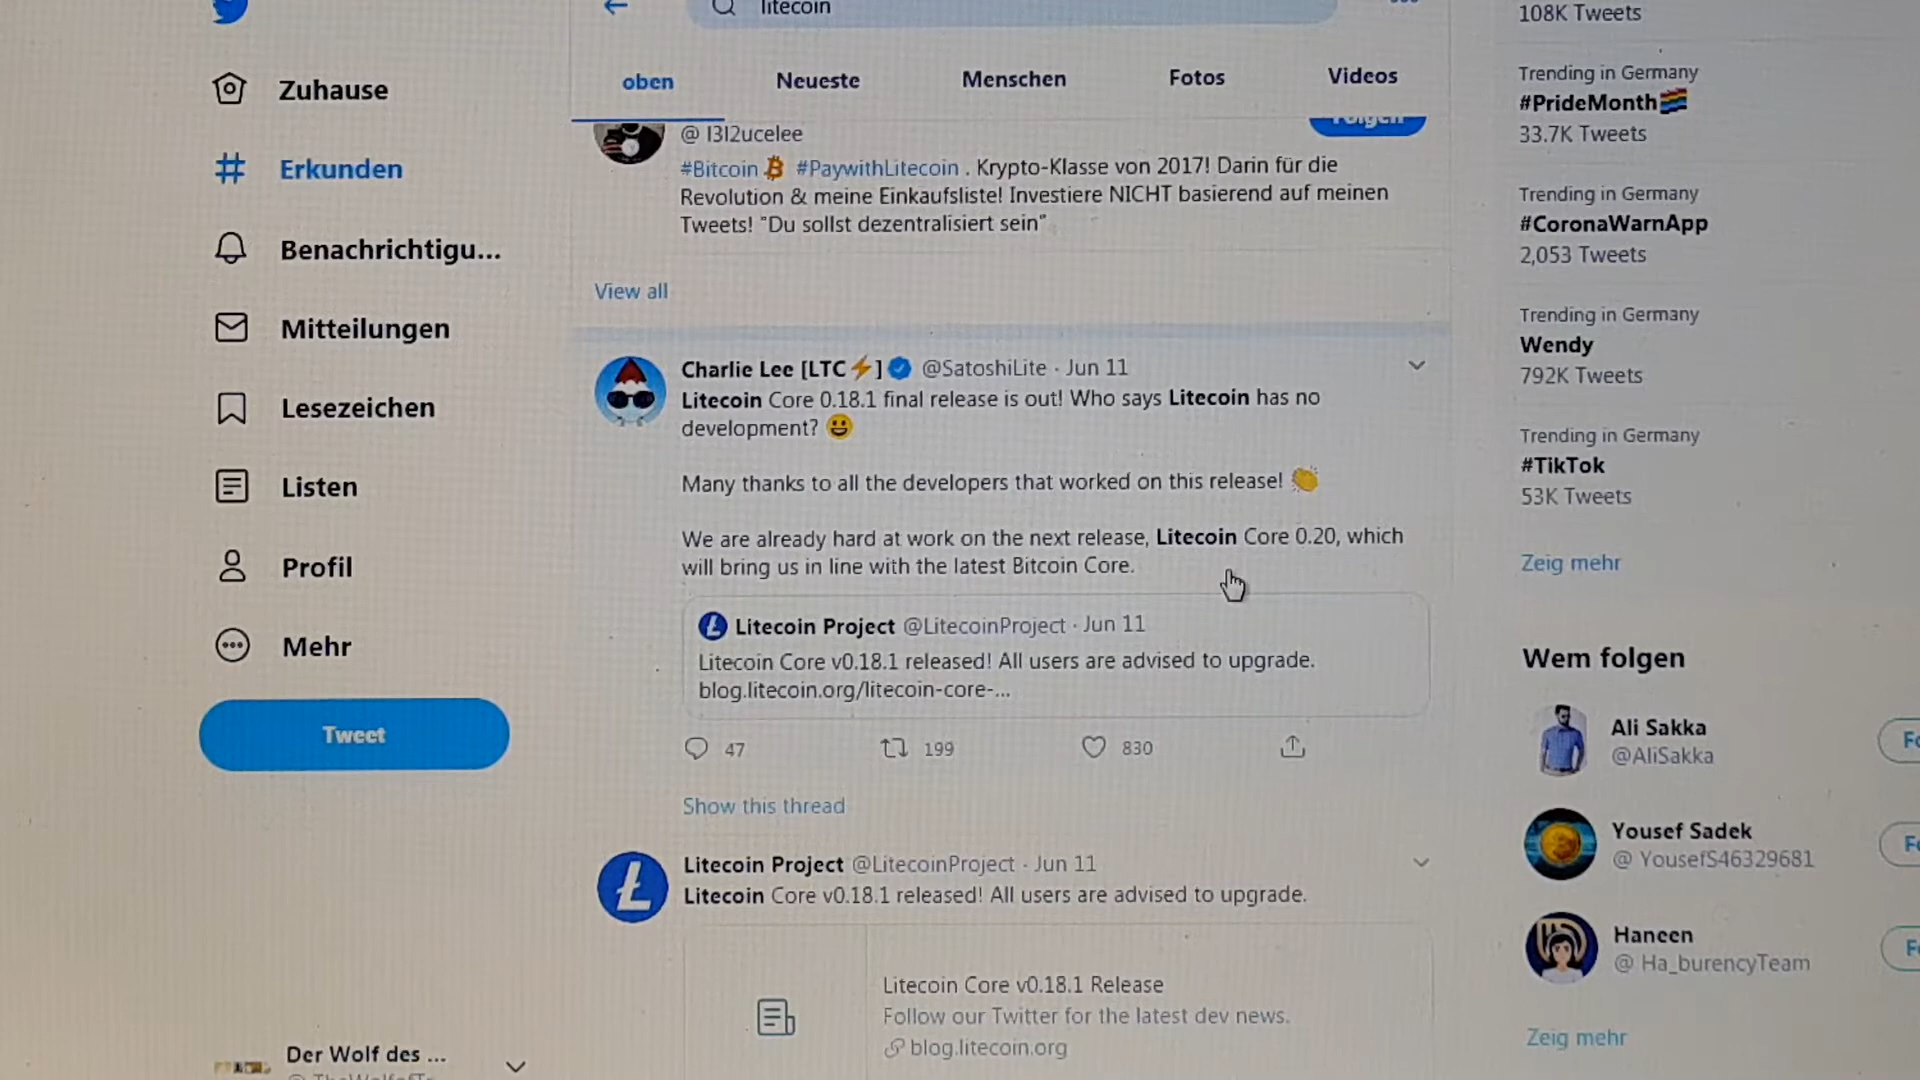 litecoin
oben
Neueste
Menschen
Fotos
Videos
Zuhause
Erkunden
Benachrichtigu...
Mitteilungen
Lesezeichen
Listen
Profil
Mehr
Tweet
Der Wolf des ...
@ l3l2ucelee
Folgen
#Bitcoin #PaywithLitecoin . Krypto-Klasse von 2017! Darin für die
Revolution & meine Einkaufsliste! Investiere NICHT basierend auf meinen
Tweets! "Du sollst dezentralisiert sein"
View all
Charlie Lee [LTC⚡] @SatoshiLite · Jun 11
Litecoin Core 0.18.1 final release is out! Who says Litecoin has no
development? 😀
Many thanks to all the developers that worked on this release! 👏
We are already hard at work on the next release, Litecoin Core 0.20, which
will bring us in line with the latest Bitcoin Core.
Litecoin Project @LitecoinProject · Jun 11
Litecoin Core v0.18.1 released! All users are advised to upgrade.
blog.litecoin.org/litecoin-core-...
47 199 830
Show this thread
Litecoin Project @LitecoinProject · Jun 11
Litecoin Core v0.18.1 released! All users are advised to upgrade.
Litecoin Core v0.18.1 Release
Follow our Twitter for the latest dev news.
blog.litecoin.org
108K Tweets
Trending in Germany
#PrideMonth
33.7K Tweets
Trending in Germany
#CoronaWarnApp
2,053 Tweets
Trending in Germany
Wendy
792K Tweets
Trending in Germany
#TikTok
53K Tweets
Zeig mehr
Wem folgen
Ali Sakka
@AliSakka
Fo
Yousef Sadek
@ YousefS46329681
Fo
Haneen
@ Ha_burencyTeam
Fo
Zeig mehr